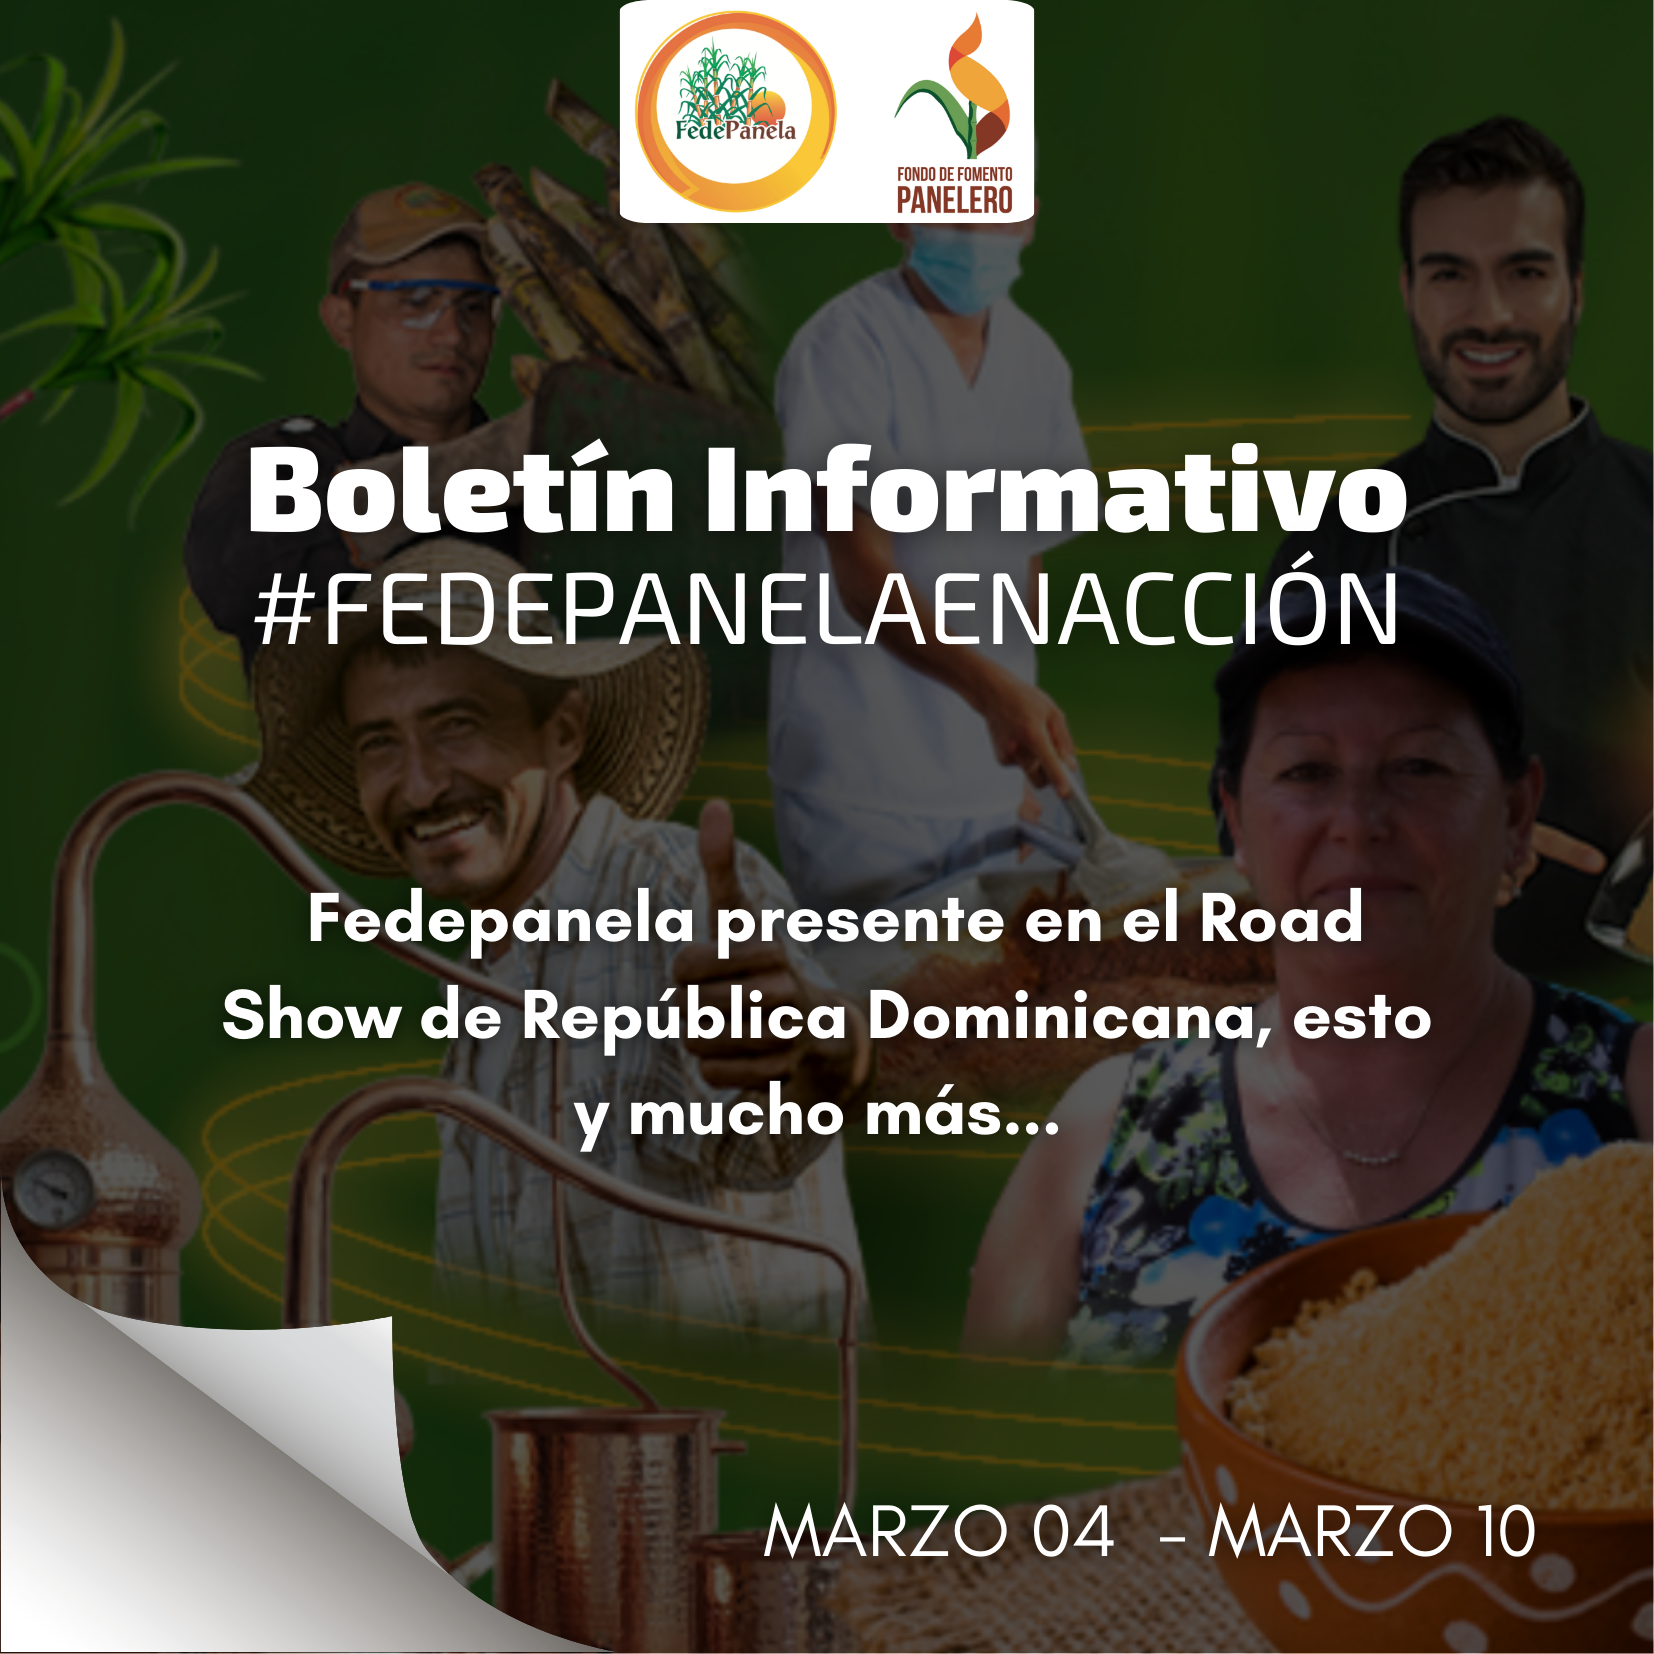 FedePanela
FONDO DE FOMENTO
PANELERO
Boletín Informativo
#FEDEPANELAENACCIÓN
Fedepanela presente en el Road
Show de República Dominicana, esto
y mucho más...
MARZO 04 - MARZO 10